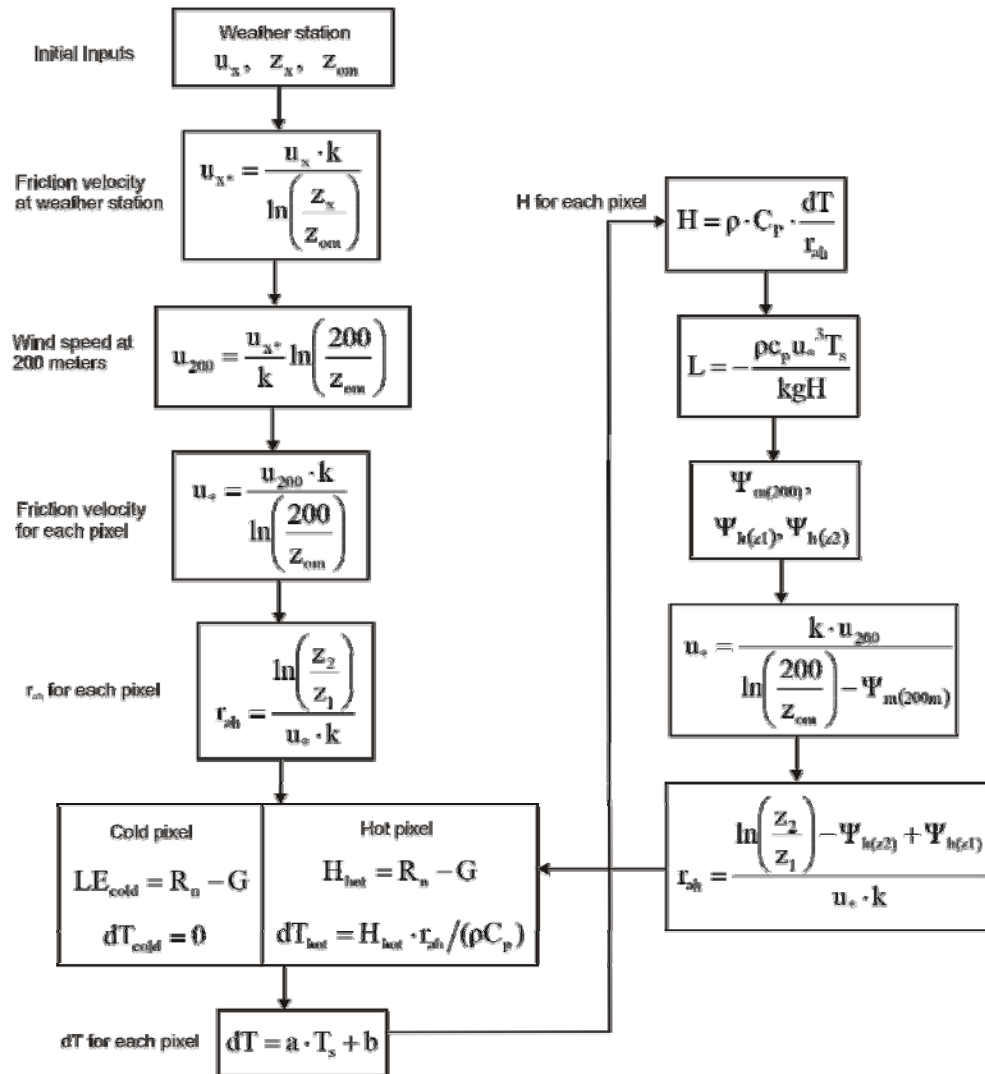 Initial Inputs
Weather station
u_x, z_x, z_om
Friction velocity
at weather station
u_x* = u_x · k / ln(z_x / z_om)
Wind speed at
200 meters
u_200 = u_x* / k ln(200 / z_om)
Friction velocity
for each pixel
u_* = u_200 · k / ln(200 / z_om)
r_ah for each pixel
r_ah = ln(z_2 / z_1) / u_* · k
Cold pixel
LE_cold = R_n − G
dT_cold = 0
Hot pixel
H_hot = R_n − G
dT_hot = H_hot · r_ah /(ρC_p)
dT for each pixel
dT = a · T_s + b
H for each pixel
H = ρ · C_p · dT / r_ah
L = − ρc_p u_*³ T_s / kgH
Ψ_m(200),
Ψ_h(z1), Ψ_h(z2)
u_* = k · u_200 / ln(200 / z_om) − Ψ_m(200m)
r_ah = ln(z_2 / z_1) − Ψ_h(z2) + Ψ_h(z1) / u_* · k